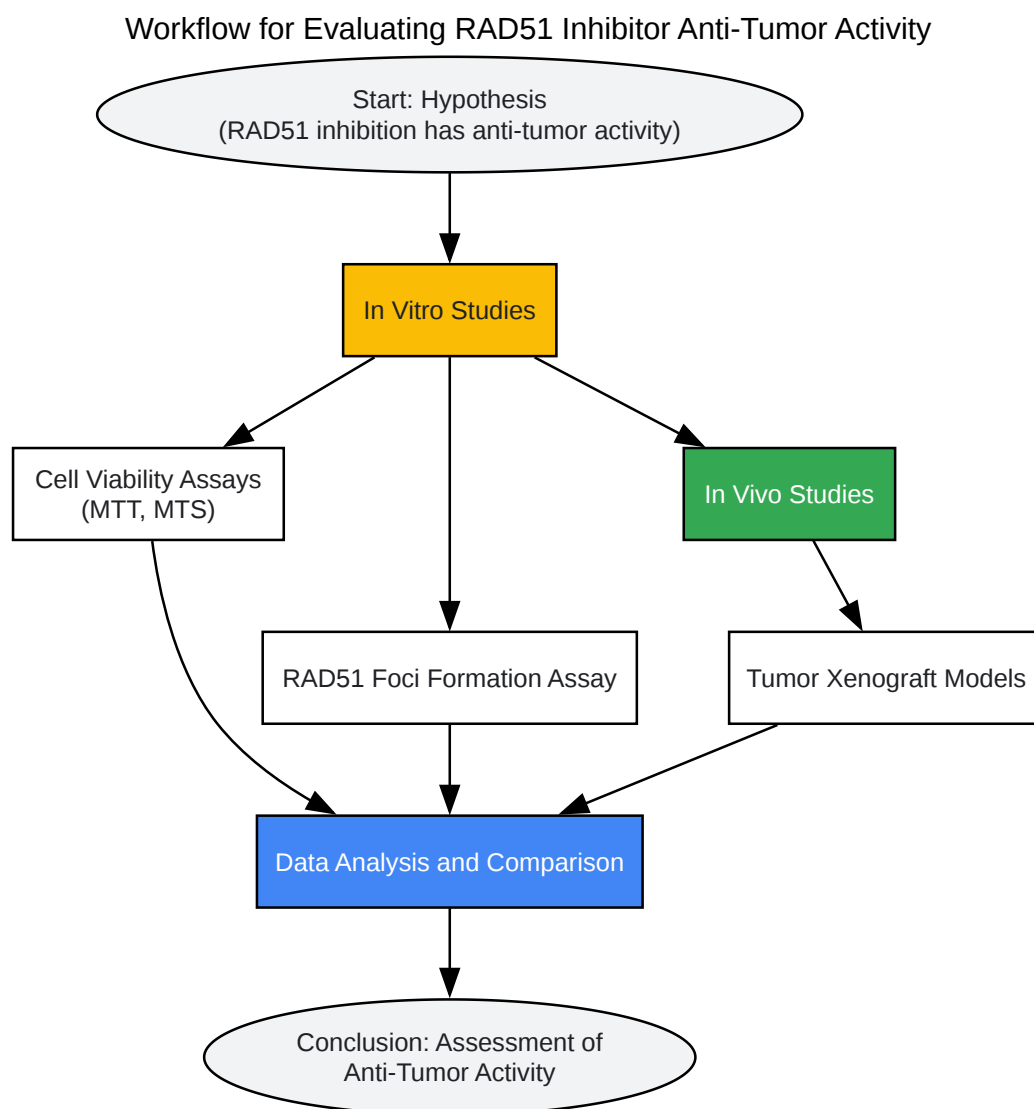 Workflow for Evaluating RAD51 Inhibitor Anti-Tumor Activity
Start: Hypothesis
(RAD51 inhibition has anti-tumor activity)
In Vitro Studies
Cell Viability Assays
(MTT, MTS)
In Vivo Studies
RAD51 Foci Formation Assay
Tumor Xenograft Models
Data Analysis and Comparison
Conclusion: Assessment of
Anti-Tumor Activity